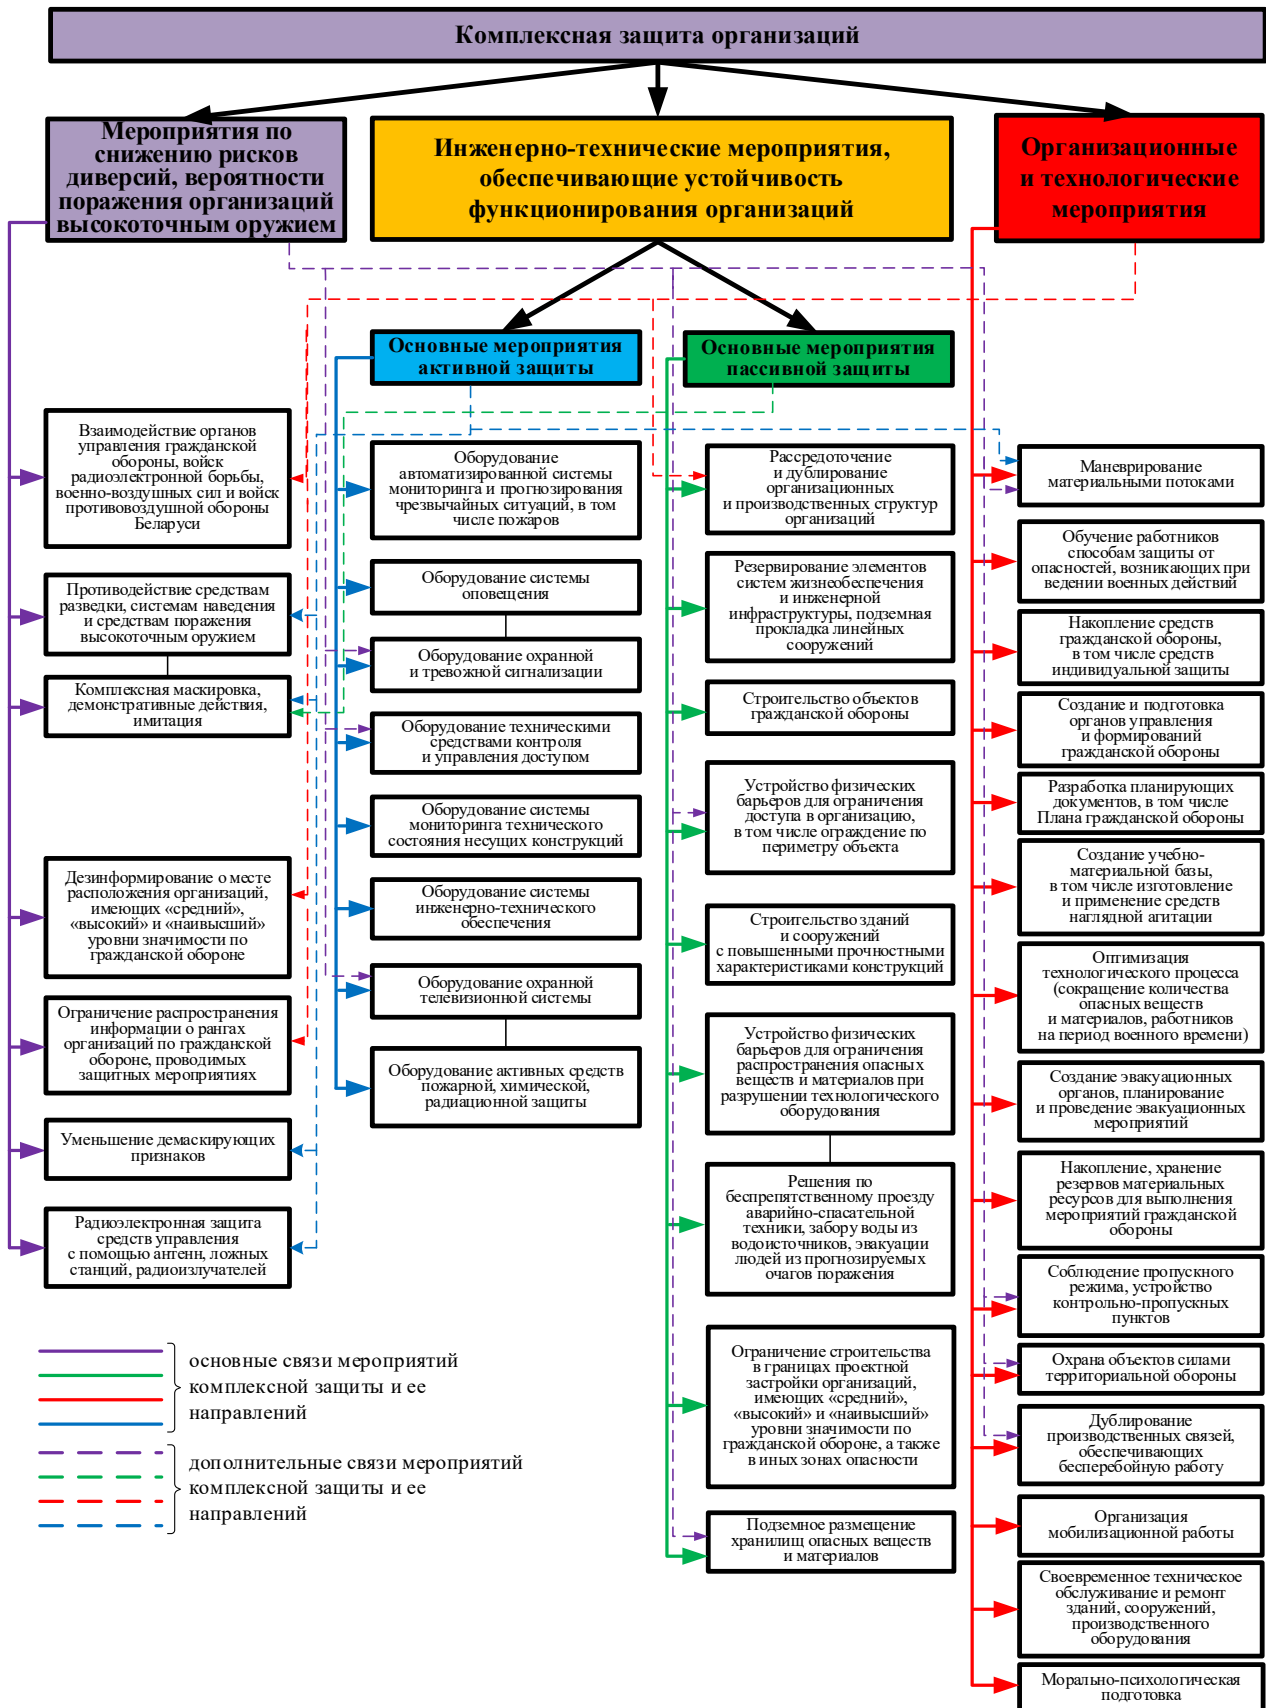 Комплексная защита организаций
Мероприятия по
снижению рисков
диверсий, вероятности
поражения организаций
высокоточным оружием
Инженерно-технические мероприятия,
обеспечивающие устойчивость
функционирования организаций
Организационные
и технологические
мероприятия
Основные мероприятия
активной защиты
Основные мероприятия
пассивной защиты
Взаимодействие органов
управления гражданской
обороны, войск
радиоэлектронной борьбы,
военно-воздушных сил и войск
противовоздушной обороны
Беларуси
Противодействие средствам
разведки, системам наведения
и средствам поражения
высокоточным оружием
Комплексная маскировка,
демонстративные действия,
имитация
Дезинформирование о месте
расположения организаций,
имеющих «средний»,
«высокий» и «наивысший»
уровни значимости по
гражданской обороне
Ограничение распространения
информации о рангах
организаций по гражданской
обороне, проводимых
защитных мероприятиях
Уменьшение демаскирующих
признаков
Радиоэлектронная защита
средств управления
с помощью антенн, ложных
станций, радиоизлучателей
Оборудование
автоматизированной системы
мониторинга и прогнозирования
чрезвычайных ситуаций, в том
числе пожаров
Оборудование системы
оповещения
Оборудование охранной
и тревожной сигнализации
Оборудование техническими
средствами контроля
и управления доступом
Оборудование системы
мониторинга технического
состояния несущих конструкций
Оборудование системы
инженерно-технического
обеспечения
Оборудование охранной
телевизионной системы
Оборудование активных средств
пожарной, химической,
радиационной защиты
Рассредоточение
и дублирование
организационных
и производственных структур
организаций
Резервирование элементов
систем жизнеобеспечения
и инженерной
инфраструктуры, подземная
прокладка линейных
сооружений
Строительство объектов
гражданской обороны
Устройство физических
барьеров для ограничения
доступа в организацию,
в том числе ограждение по
периметру объекта
Строительство зданий
и сооружений
с повышенными прочностными
характеристиками конструкций
Устройство физических
барьеров для ограничения
распространения опасных
веществ и материалов при
разрушении технологического
оборудования
Решения по
беспрепятственному проезду
аварийно-спасательной
техники, забору воды из
водоисточников, эвакуации
людей из прогнозируемых
очагов поражения
Ограничение строительства
в границах проектной
застройки организаций,
имеющих «средний»,
«высокий» и «наивысший»
уровни значимости по
гражданской обороне, а также
в иных зонах опасности
Подземное размещение
хранилищ опасных веществ
и материалов
Маневрирование
материальными потоками
Обучение работников
способам защиты от
опасностей, возникающих при
ведении военных действий
Накопление средств
гражданской обороны,
в том числе средств
индивидуальной защиты
Создание и подготовка
органов управления
и формирований
гражданской обороны
Разработка планирующих
документов, в том числе
Плана гражданской обороны
Создание учебно-
материальной базы,
в том числе изготовление
и применение средств
наглядной агитации
Оптимизация
технологического процесса
(сокращение количества
опасных веществ
и материалов, работников
на период военного времени)
Создание эвакуационных
органов, планирование
и проведение эвакуационных
мероприятий
Накопление, хранение
резервов материальных
ресурсов для выполнения
мероприятий гражданской
обороны
Соблюдение пропускного
режима, устройство
контрольно-пропускных
пунктов
Охрана объектов силами
территориальной обороны
Дублирование
производственных связей,
обеспечивающих
бесперебойную работу
Организация
мобилизационной работы
Своевременное техническое
обслуживание и ремонт
зданий, сооружений,
производственного
оборудования
Морально-психологическая
подготовка
основные связи мероприятий
комплексной защиты и ее
направлений
дополнительные связи мероприятий
комплексной защиты и ее
направлений